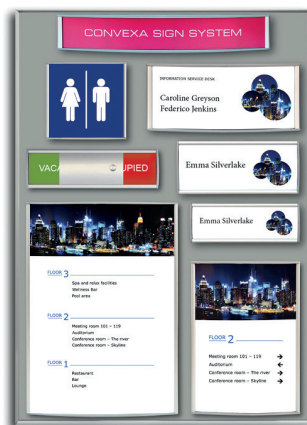 CONVEXA SIGN SYSTEM
INFORMATION SERVICE DESK
Caroline Greyson
Federico Jenkins
VACA UPIED
Emma Silverlake
Emma Silverlake
FLOOR 3
Spa and relax facilities
Wellness Bar
Pool area
FLOOR 2
Meeting room 101 – 119
Auditorium
Conference room – The river
Conference room – Skyline
FLOOR 1
Restaurant
Bar
Lounge
FLOOR 2
Meeting room 101 – 119 →
Auditorium ←
Conference room – The river →
Conference room – Skyline →